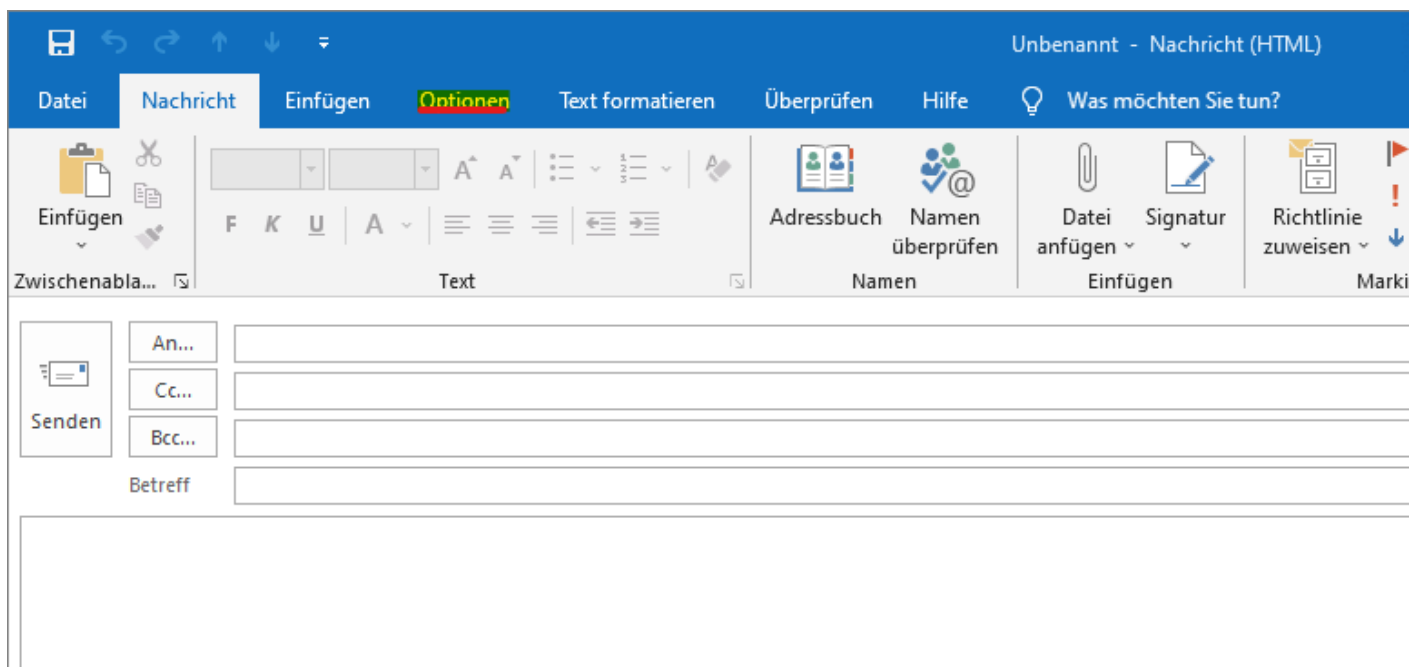 Unbenannt - Nachricht (HTML)
Datei Nachricht Einfügen Optionen Text formatieren Überprüfen Hilfe Was möchten Sie tun?
Einfügen
F K U A
Adressbuch
Namen
überprüfen
Datei
anfügen
Signatur
Richtlinie
zuweisen
Zwischenabla... Text Namen Einfügen Marki
Senden
An...
Cc...
Bcc...
Betreff